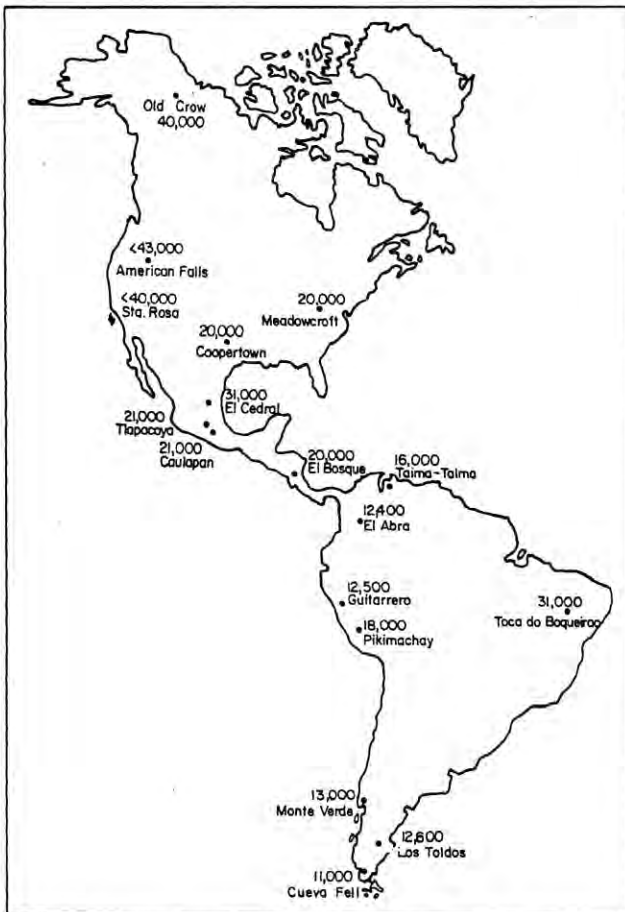 Old Crow
40,000
<43,000
American Falls
<40,000
Sta. Rosa
20,000
Meadowcroft
20,000
Coopertown
31,000
El Cedral
21,000
Tlapacoya
21,000
Caulapan
20,000
El Bosque
16,000
Taima-Taima
12,400
El Abra
12,500
Guitarrero
18,000
Pikimachay
31,000
Toca do Boqueirao
13,000
Monte Verde
12,600
Los Toldos
11,000
Cueva Fell